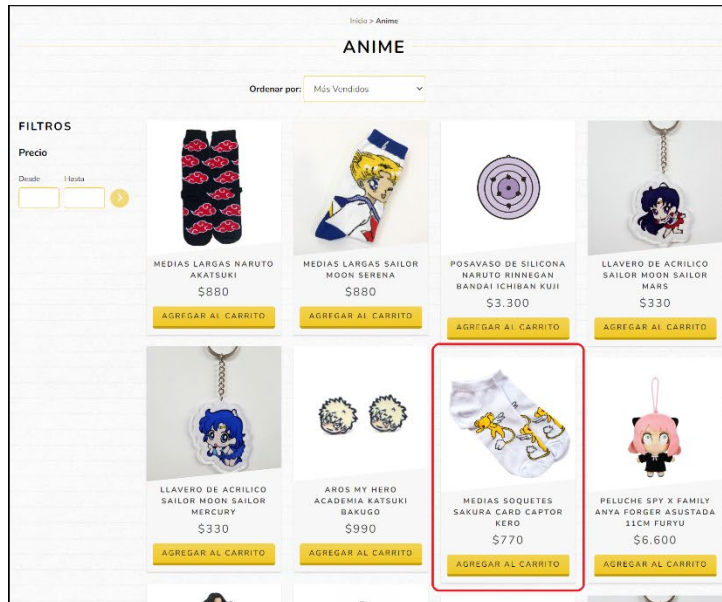 Inicio > Anime
ANIME
Ordenar por: Más Vendidos
FILTROS
Precio
Desde Hasta
MEDIAS LARGAS NARUTO
AKATSUKI
$880
AGREGAR AL CARRITO
MEDIAS LARGAS SAILOR
MOON SERENA
$880
AGREGAR AL CARRITO
POSAVASO DE SILICONA
NARUTO RINNEGAN
BANDAI ICHIBAN KUJI
$3.300
AGREGAR AL CARRITO
LLAVERO DE ACRILICO
SAILOR MOON SAILOR
MARS
$330
AGREGAR AL CARRITO
LLAVERO DE ACRILICO
SAILOR MOON SAILOR
MERCURY
$330
AGREGAR AL CARRITO
AROS MY HERO
ACADEMIA KATSUKI
BAKUGO
$990
AGREGAR AL CARRITO
MEDIAS SOQUETES
SAKURA CARD CAPTOR
KERO
$770
AGREGAR AL CARRITO
PELUCHE SPY X FAMILY
ANYA FORGER ASUSTADA
11CM FURYU
$6.600
AGREGAR AL CARRITO